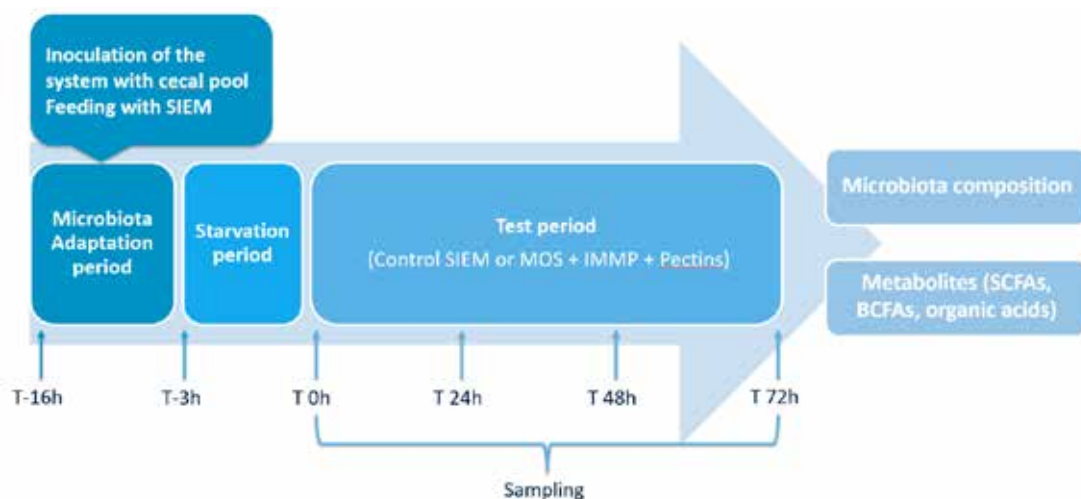 Inoculation of the
system with cecal pool
Feeding with SIEM
Microbiota
Adaptation
period
Starvation
period
Test period
(Control SIEM or MOS + IMMP + Pectins)
Microbiota composition
Metabolites (SCFAs,
BCFAs, organic acids)
T-16h
T-3h
T 0h
T 24h
T 48h
T 72h
Sampling